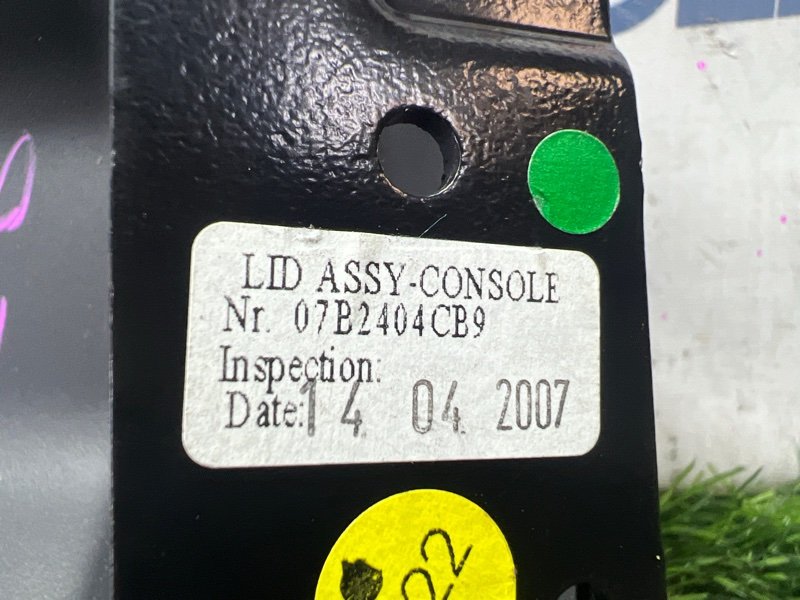 LID ASSY-CONSOLE
Nr. 07B2404CB9
Inspection:
Date: 14 04 2007
22